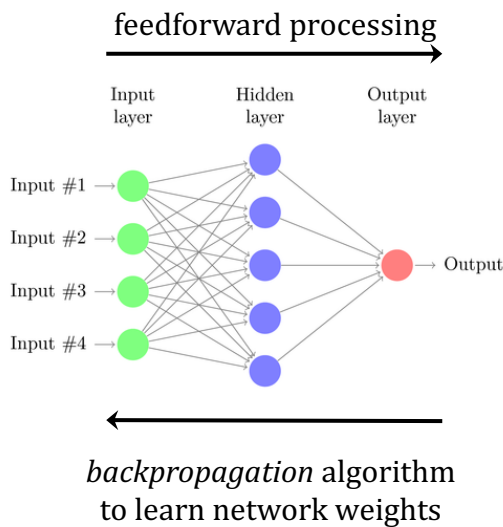 feedforward processing
Input
layer
Hidden
layer
Output
layer
Input #1
Input #2
Input #3
Input #4
Output
backpropagation algorithm
to learn network weights